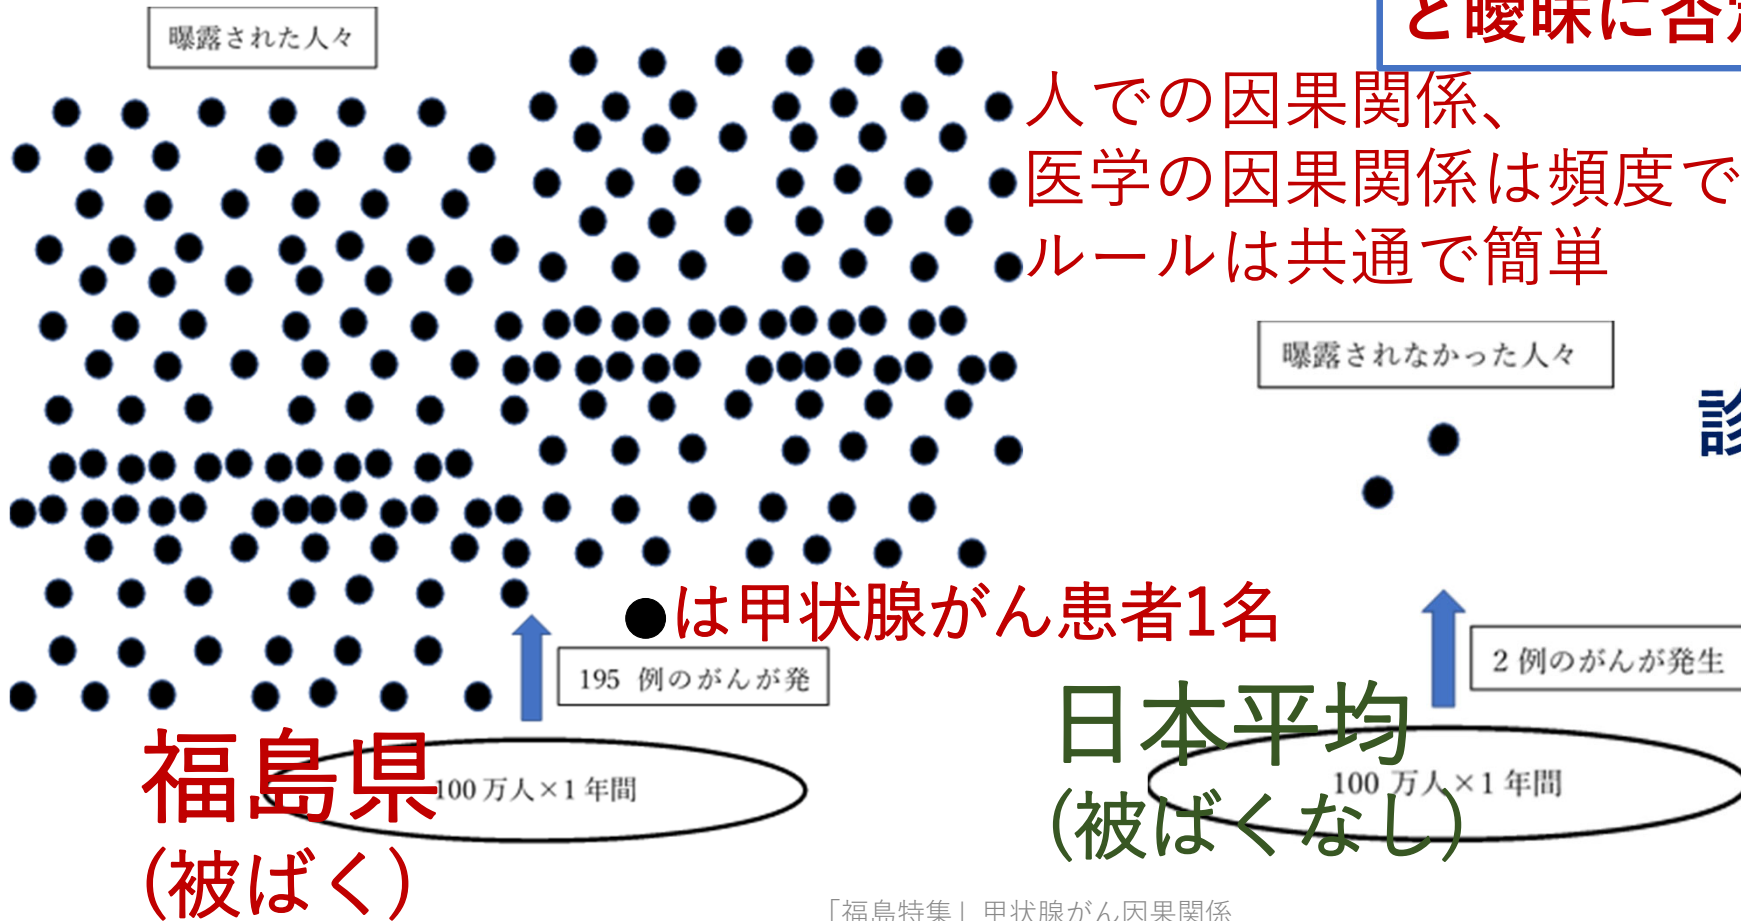 曝露された人々
と曖昧に否定
人での因果関係、
医学の因果関係は頻度で
ルールは共通で簡単
曝露されなかった人々
診
●は甲状腺がん患者1名
195 例のがんが発
2 例のがんが発生
福島県
(被ばく)
100 万人×1 年間
日本平均
(被ばくなし)
100 万人×1 年間
「福島特集」甲状腺がん因果関係